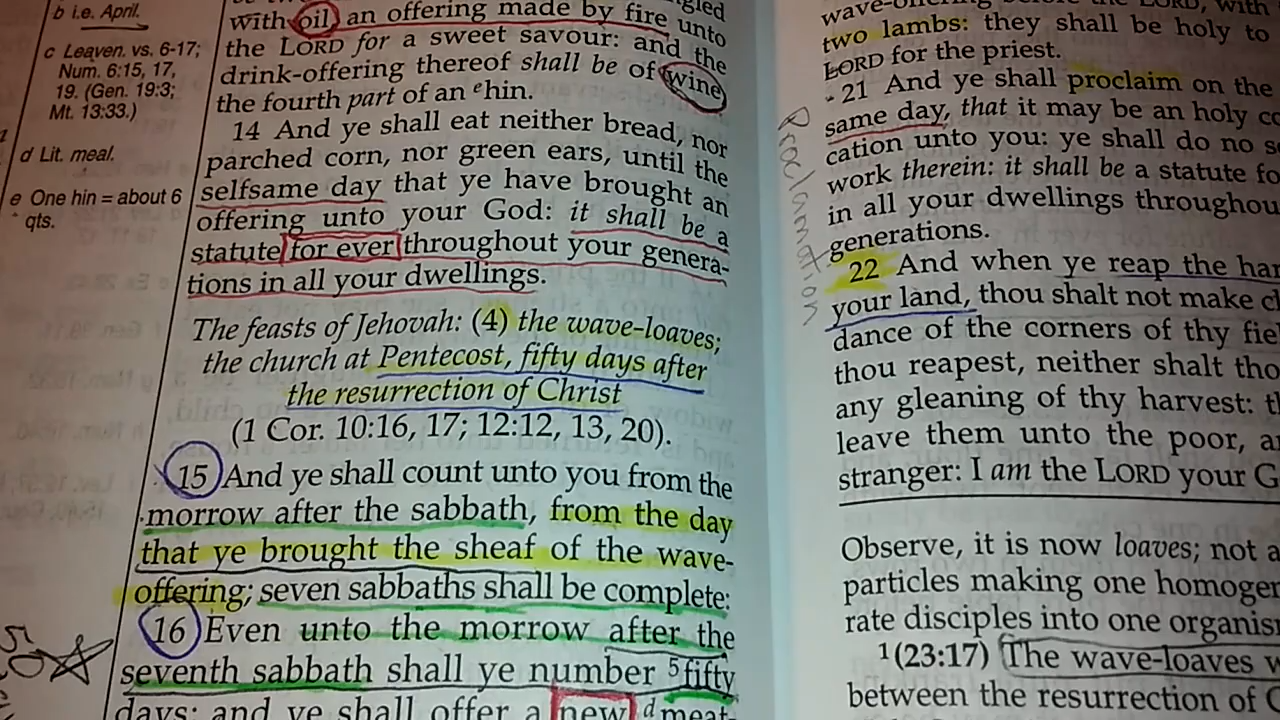 b i.e. April.
c Leaven. vs. 6-17;
Num. 6:15, 17,
19. (Gen. 19:3;
Mt. 13:33.)
d Lit. meal.
e One hin = about 6
qts.
50
with oil an offering made by fire unto
the LORD for a sweet savour: and the
drink-offering thereof shall be of wine
the fourth part of an e hin.
14 And ye shall eat neither bread, nor
parched corn, nor green ears, until the
selfsame day that ye have brought an
offering unto your God: it shall be a
statute for ever throughout your genera-
tions in all your dwellings.
The feasts of Jehovah: (4) the wave-loaves;
the church at Pentecost, fifty days after
the resurrection of Christ
(1 Cor. 10:16, 17; 12:12, 13, 20).
15 And ye shall count unto you from the
morrow after the sabbath, from the day
that ye brought the sheaf of the wave-
offering; seven sabbaths shall be complete:
16 Even unto the morrow after the
seventh sabbath shall ye number 5 fifty
days; and ye shall offer a new d meat-
Proclamation
two lambs: they shall be holy to
LORD for the priest.
21 And ye shall proclaim on the
same day, that it may be an holy co
cation unto you: ye shall do no s
work therein: it shall be a statute fo
in all your dwellings throughou
generations.
22 And when ye reap the har
your land, thou shalt not make cl
dance of the corners of thy fie
thou reapest, neither shalt tho
any gleaning of thy harvest: t
leave them unto the poor, a
stranger: I am the LORD your G
Observe, it is now loaves; not a
particles making one homoger
rate disciples into one organis
1 (23:17) The wave-loaves w
between the resurrection of C